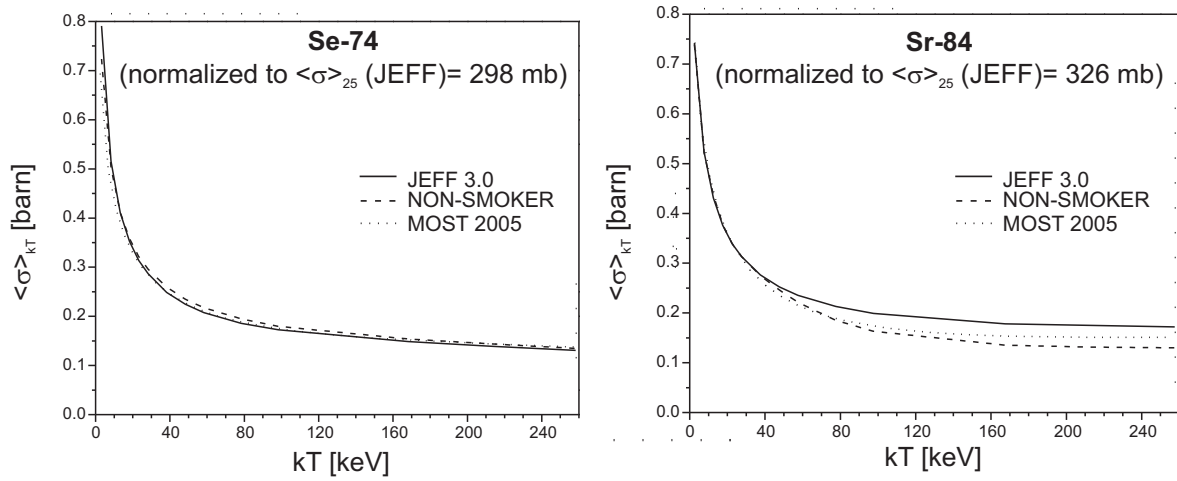 Se-74
(normalized to <σ>25 (JEFF)= 298 mb)
JEFF 3.0
NON-SMOKER
MOST 2005
<σ>kT [barn]
0.8
0.7
0.6
0.5
0.4
0.3
0.2
0.1
0.0
0 40 80 120 160 200 240
kT [keV]
Sr-84
(normalized to <σ>25 (JEFF)= 326 mb)
JEFF 3.0
NON-SMOKER
MOST 2005
<σ>kT [barn]
0.8
0.7
0.6
0.5
0.4
0.3
0.2
0.1
0.0
0 40 80 120 160 200 240
kT [keV]